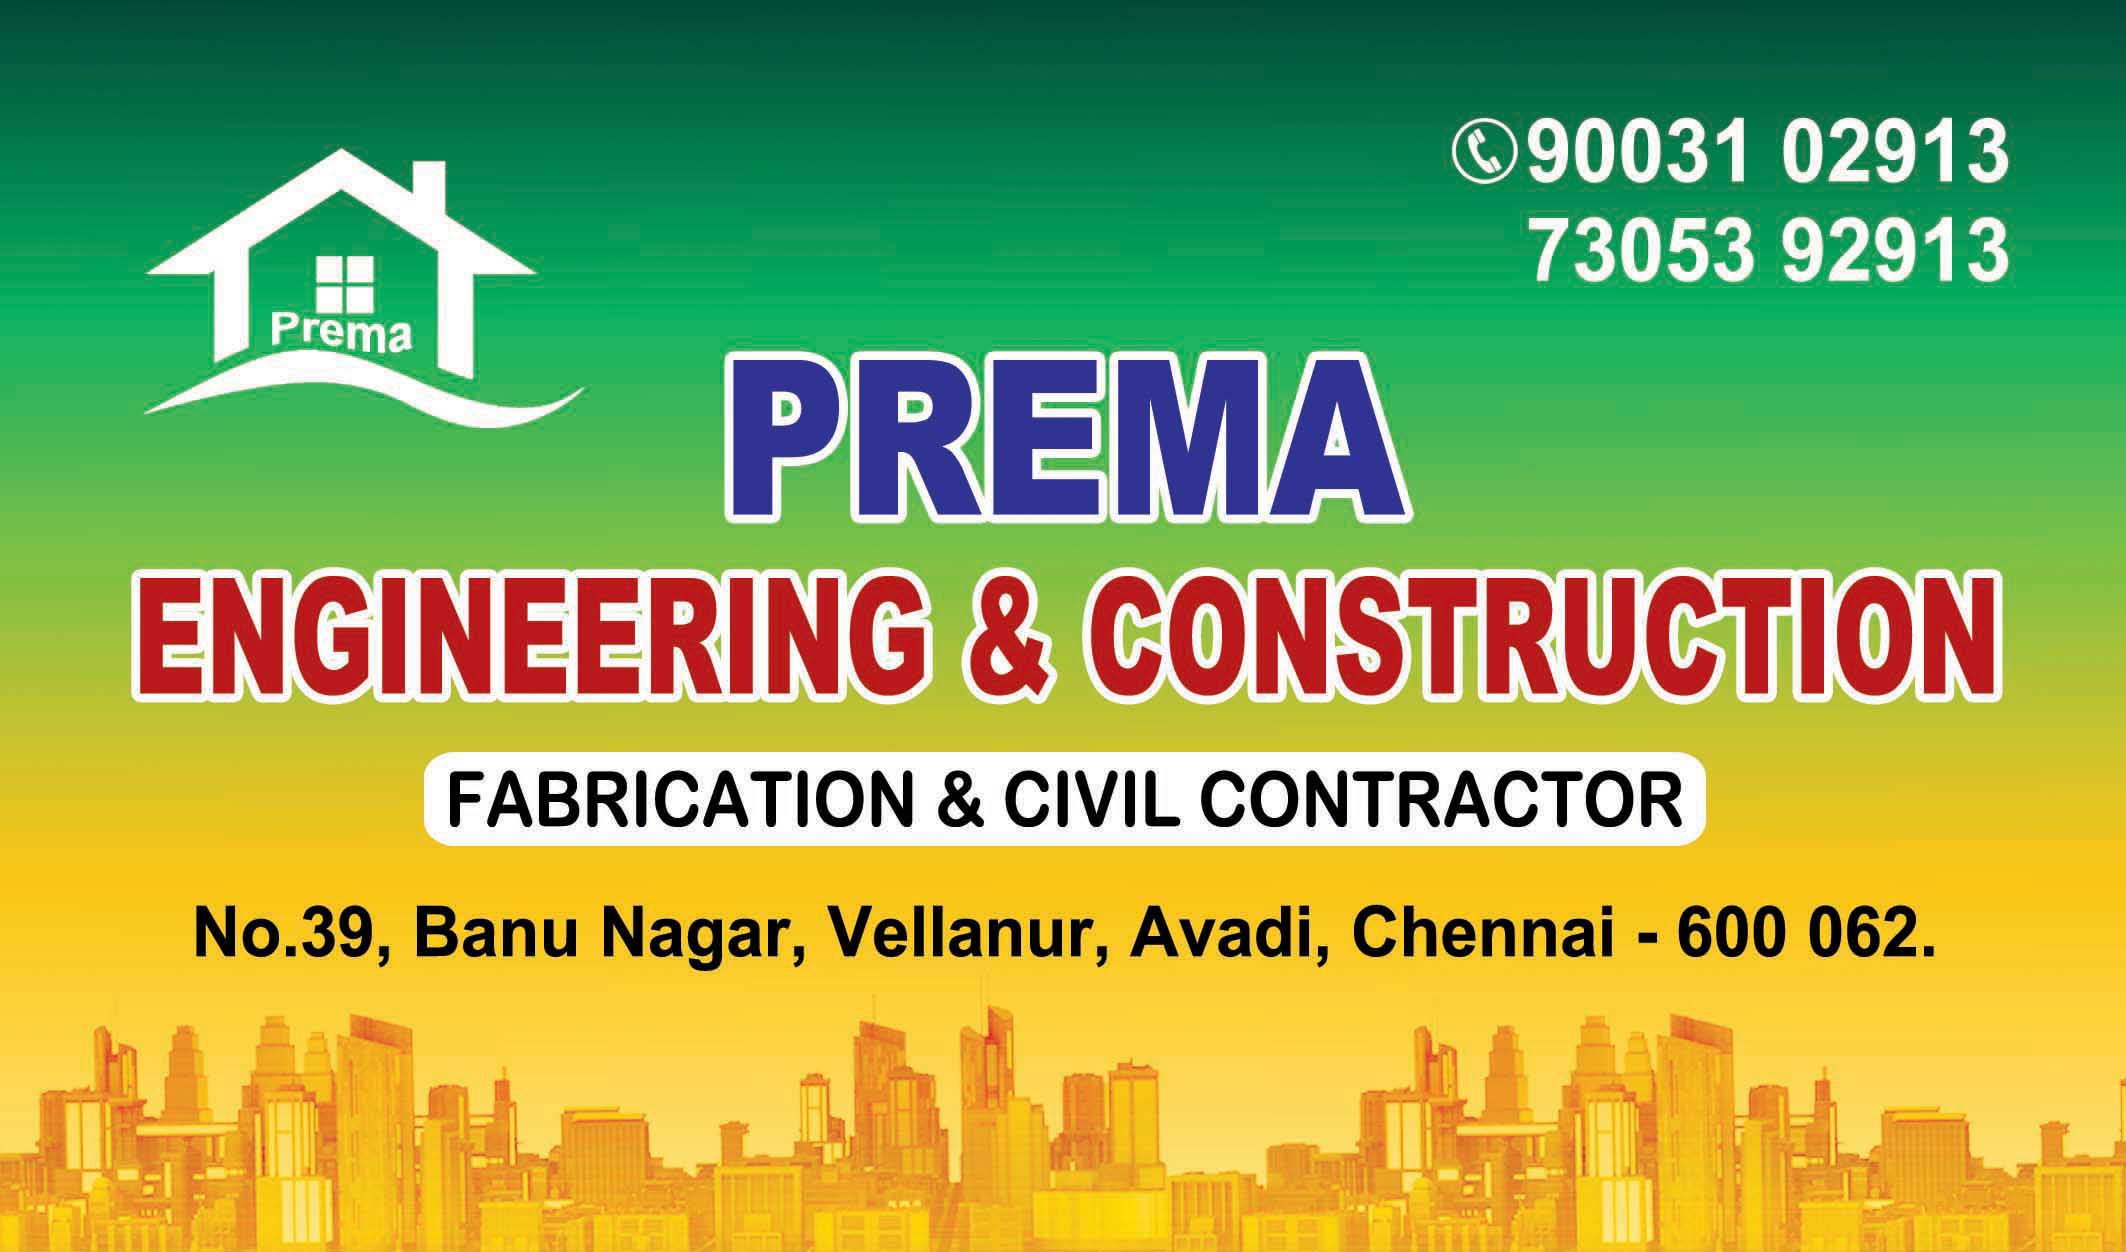 90031 02913
73053 92913
Prema
PREMA
ENGINEERING & CONSTRUCTION
FABRICATION & CIVIL CONTRACTOR
No.39, Banu Nagar, Vellanur, Avadi, Chennai - 600 062.